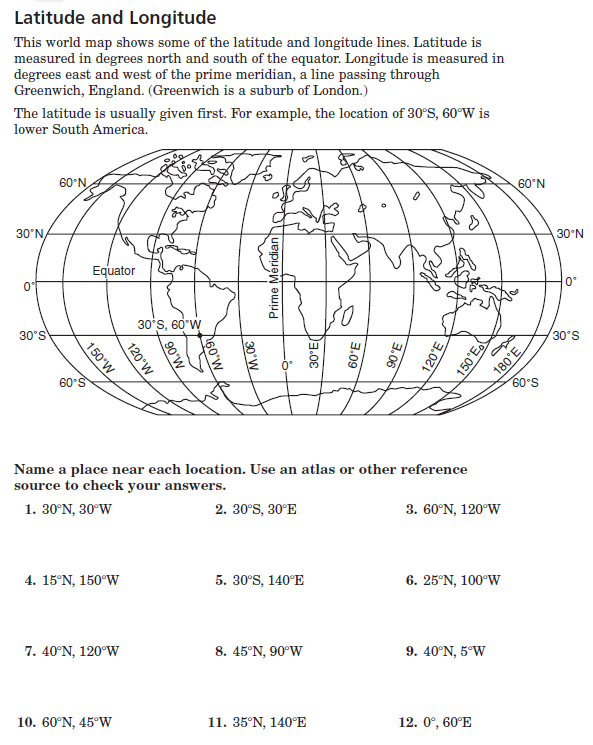 Latitude and Longitude
This world map shows some of the latitude and longitude lines. Latitude is
measured in degrees north and south of the equator. Longitude is measured in
degrees east and west of the prime meridian, a line passing through
Greenwich, England. (Greenwich is a suburb of London.)
The latitude is usually given first. For example, the location of 30°S, 60°W is
lower South America.
60°N
60°N
30°N
30°N
Equator
Prime Meridian
0°
0°
30°S, 60°W
30°S
30°S
150°W
120°W
90°W
60°W
30°W
0°
30°E
60°E
90°E
120°E
150°E
180°E
60°S
60°S
Name a place near each location. Use an atlas or other reference
source to check your answers.
1. 30°N, 30°W
2. 30°S, 30°E
3. 60°N, 120°W
4. 15°N, 150°W
5. 30°S, 140°E
6. 25°N, 100°W
7. 40°N, 120°W
8. 45°N, 90°W
9. 40°N, 5°W
10. 60°N, 45°W
11. 35°N, 140°E
12. 0°, 60°E